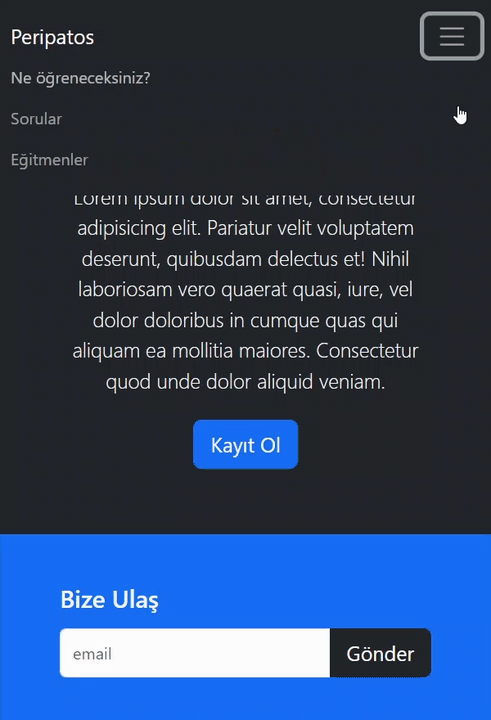 Peripatos
Ne öğreneceksiniz?
Sorular
Eğitmenler
Lorem ipsum dolor sit amet, consectetur
adipisicing elit. Pariatur velit voluptatem
deserunt, quibusdam delectus et! Nihil
laboriosam vero quaerat quasi, iure, vel
dolor doloribus in cumque quas qui
aliquam ea mollitia maiores. Consectetur
quod unde dolor aliquid veniam.
Kayıt Ol
Bize Ulaş
email
Gönder